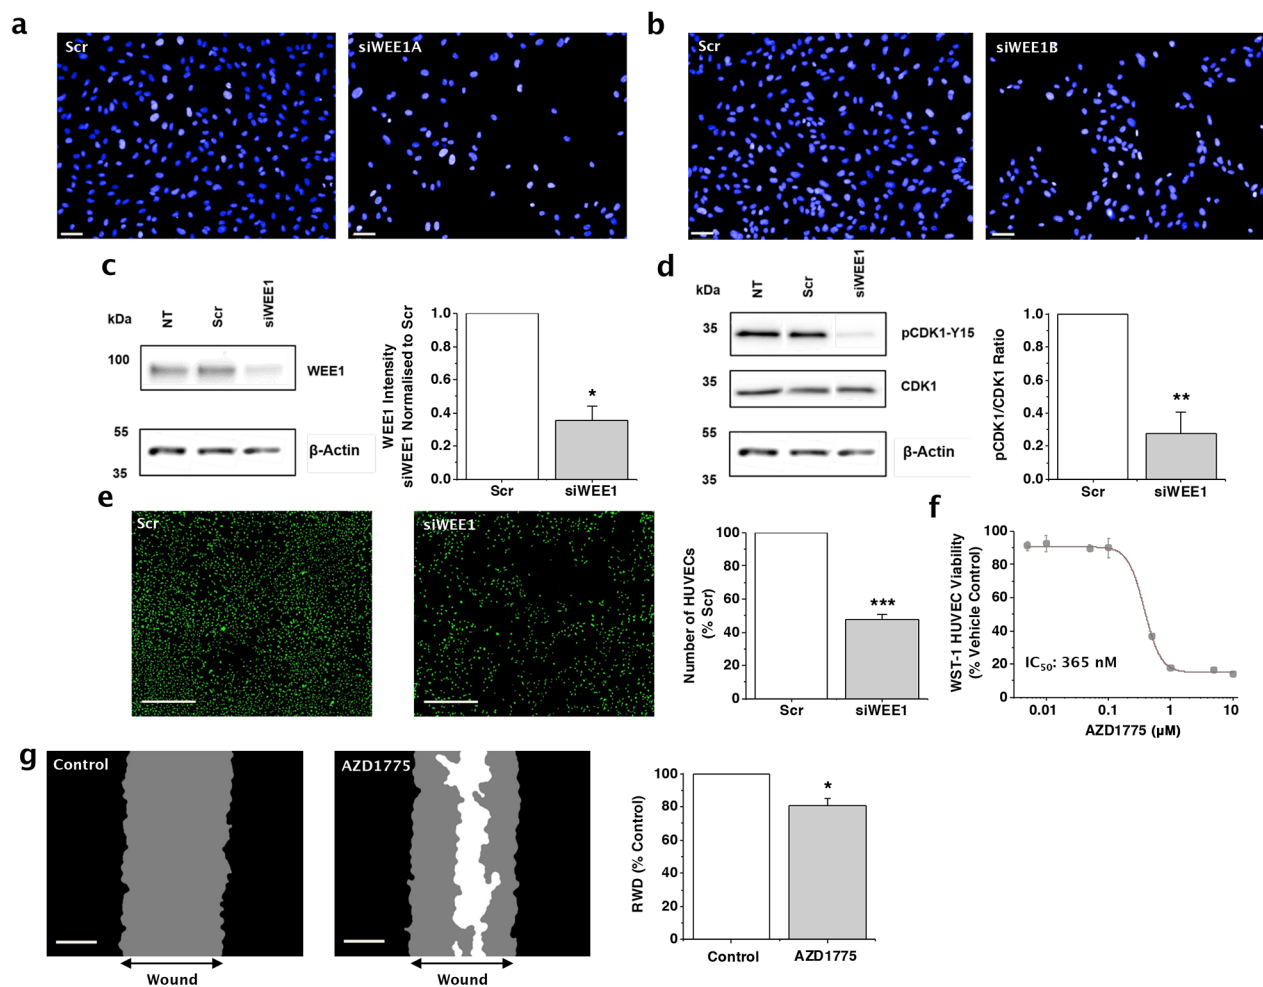 a
b
Scr
siWEE1A
Scr
siWEE1B
c
kDa
NT
Scr
siWEE1
100
WEE1
55
β-Actin
35
WEE1 Intensity
siWEE1 Normalised to Scr
1.0
0.8
0.6
0.4
0.2
0.0
*
Scr
siWEE1
d
kDa
NT
Scr
siWEE1
35
pCDK1-Y15
35
CDK1
55
β-Actin
35
pCDK1/CDK1 Ratio
1.0
0.8
0.6
0.4
0.2
0.0
**
Scr
siWEE1
e
Scr
siWEE1
Number of HUVECs
(% Scr)
100
80
60
40
20
0
***
Scr
siWEE1
f
WST-1 HUVEC Viability
(% Vehicle Control)
100
80
60
40
20
0
IC50: 365 nM
0.01
0.1
1
10
AZD1775 (µM)
g
Control
AZD1775
Wound
Wound
RWD (% Control)
100
80
60
40
20
0
*
Control
AZD1775